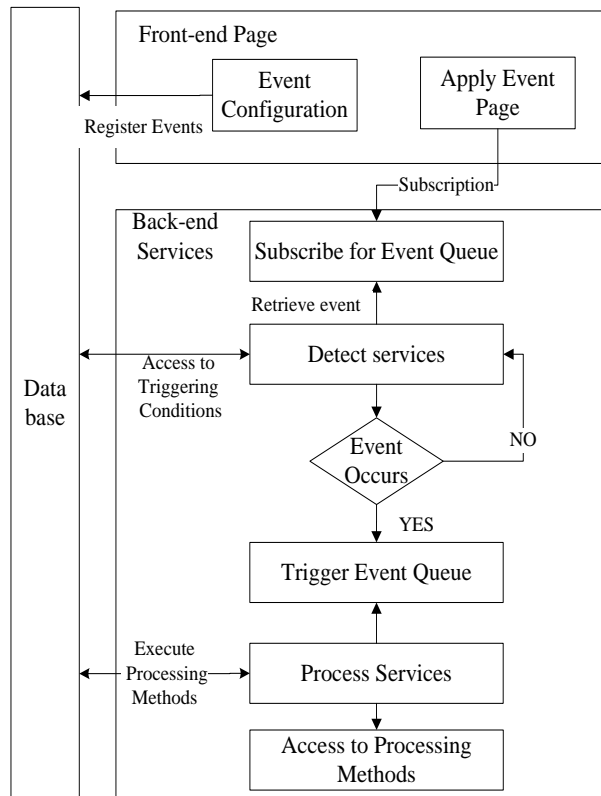 Front-end Page
Event
Configuration
Apply Event
Page
Register Events
Subscription
Back-end
Services
Subscribe for Event Queue
Retrieve event
Detect services
Access to
Triggering
Conditions
Data
base
Event
Occurs
NO
YES
Trigger Event Queue
Execute
Processing
Methods
Process Services
Access to Processing
Methods